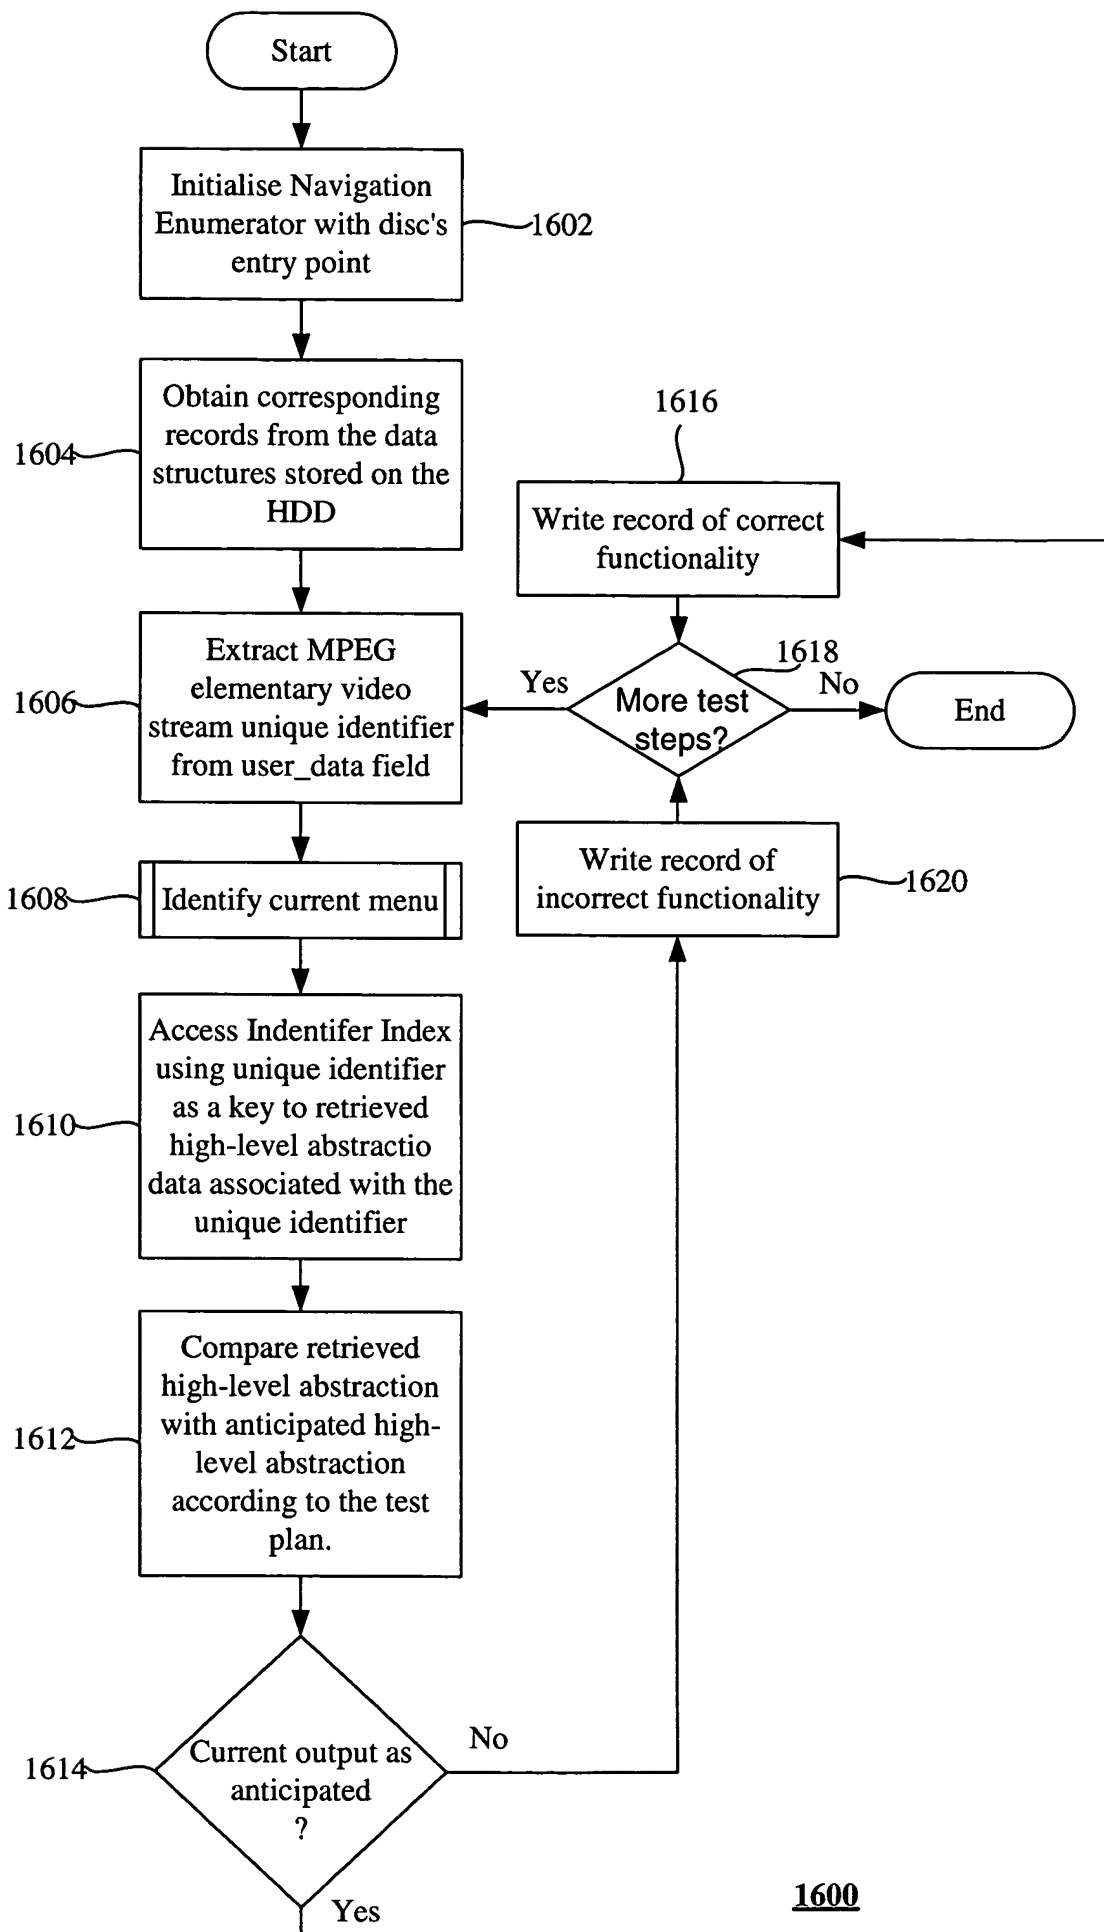 Start
Initialise Navigation
Enumerator with disc's
entry point
1602
Obtain corresponding
records from the data
structures stored on the
HDD
1604
Extract MPEG
elementary video
stream unique identifier
from user_data field
1606
Identify current menu
1608
Access Indentifer Index
using unique identifier
as a key to retrieved
high-level abstractio
data associated with the
unique identifier
1610
Compare retrieved
high-level abstraction
with anticipated high-
level abstraction
according to the test
plan.
1612
Current output as
anticipated
?
1614
No
Yes
1616
Write record of correct
functionality
1618
More test
steps?
Yes
No
End
Write record of
incorrect functionality
1620
1600